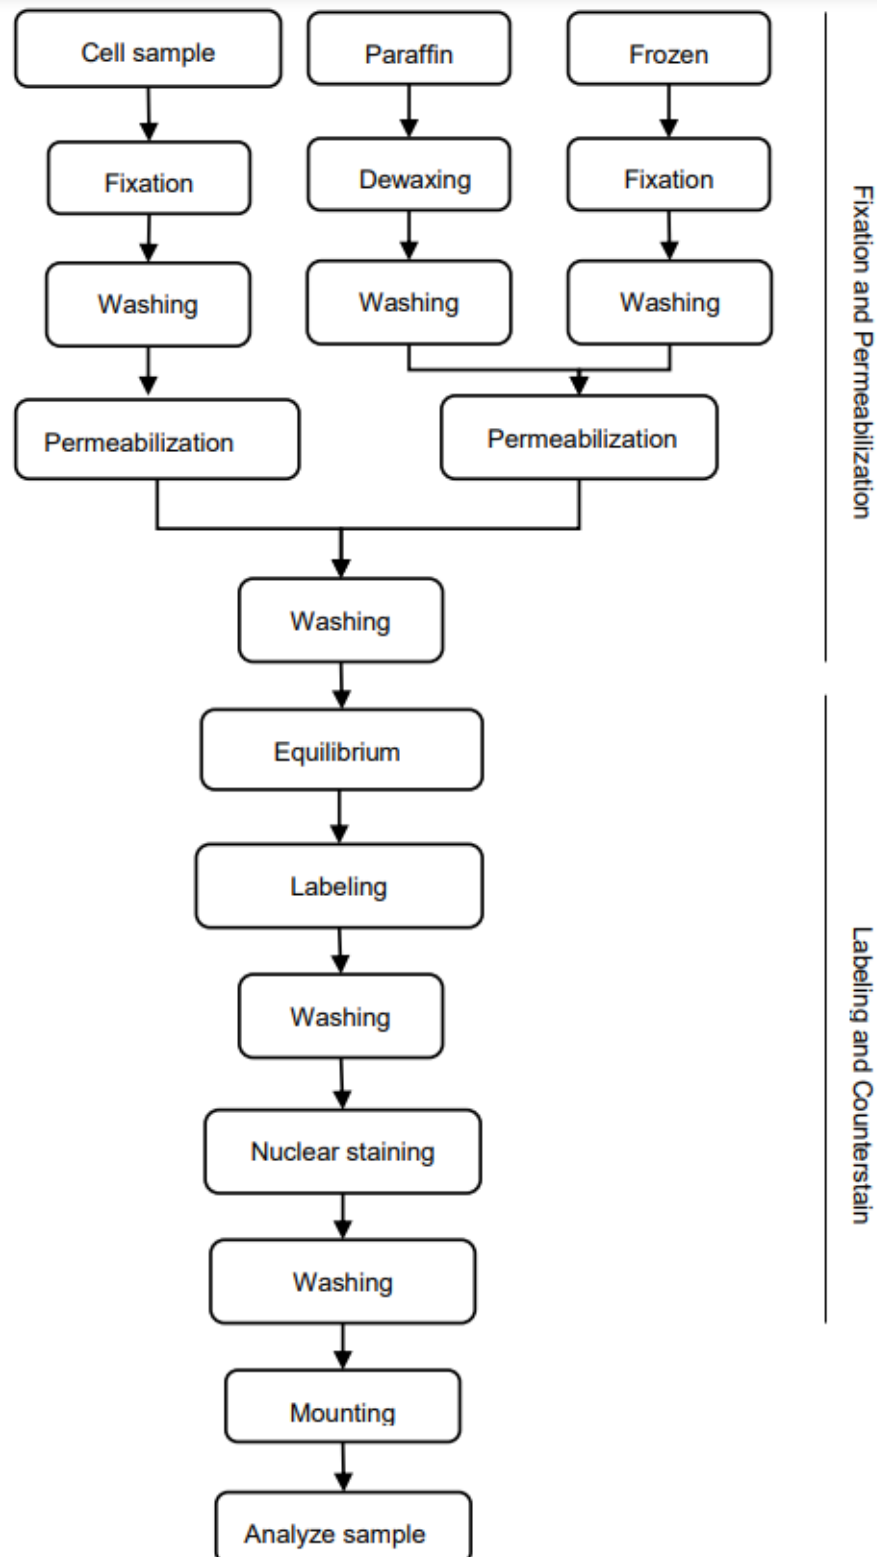 Cell sample
Paraffin
Frozen
Fixation
Dewaxing
Fixation
Washing
Washing
Washing
Permeabilization
Permeabilization
Washing
Equilibrium
Labeling
Washing
Nuclear staining
Washing
Mounting
Analyze sample
Fixation and Permeabilization
Labeling and Counterstain